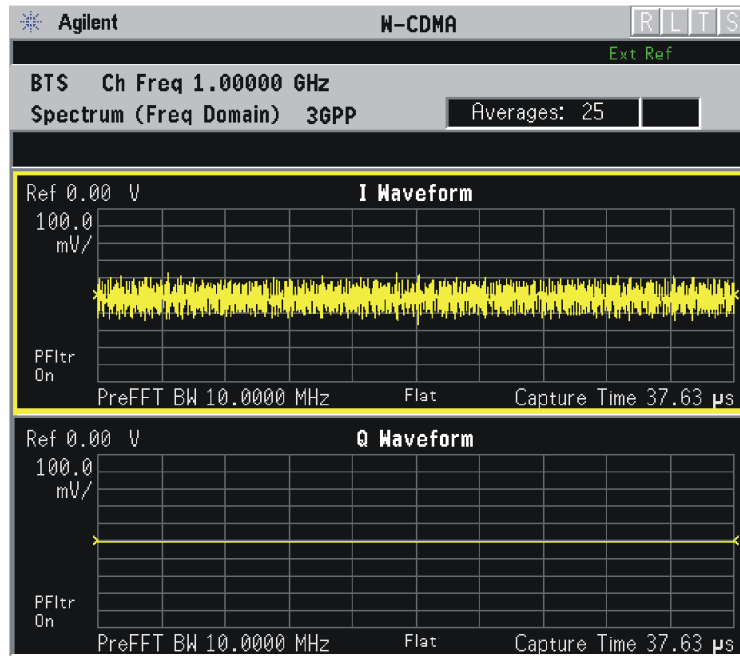 Agilent W-CDMA R L T S
Ext Ref
BTS Ch Freq 1.00000 GHz
Spectrum (Freq Domain) 3GPP Averages: 25
Ref 0.00 V I Waveform
100.0
mV/
PFltr
On
PreFFT BW 10.0000 MHz Flat Capture Time 37.63 µs
Ref 0.00 V Q Waveform
100.0
mV/
PFltr
On
PreFFT BW 10.0000 MHz Flat Capture Time 37.63 µs